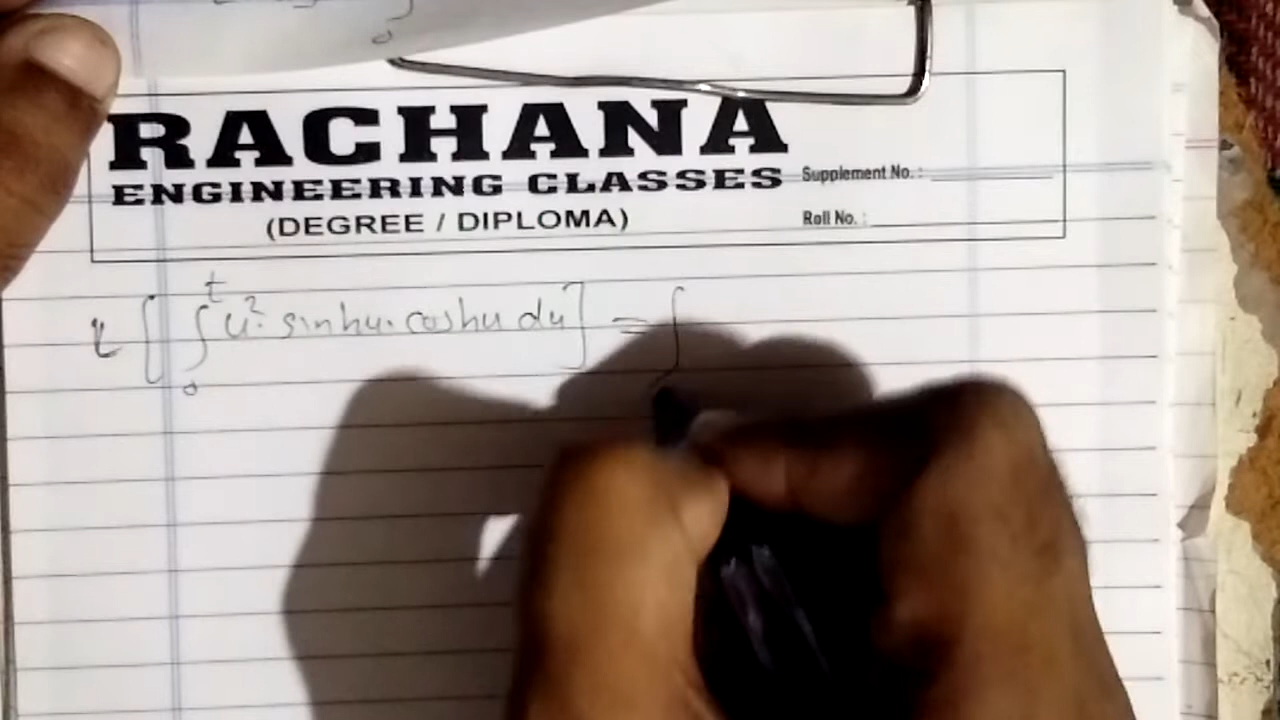 RACHANA
ENGINEERING CLASSES
(DEGREE / DIPLOMA)
Supplement No. :
Roll No. :
L [ ∫₀ᵗ u². sinhu. coshu du ] = ∫